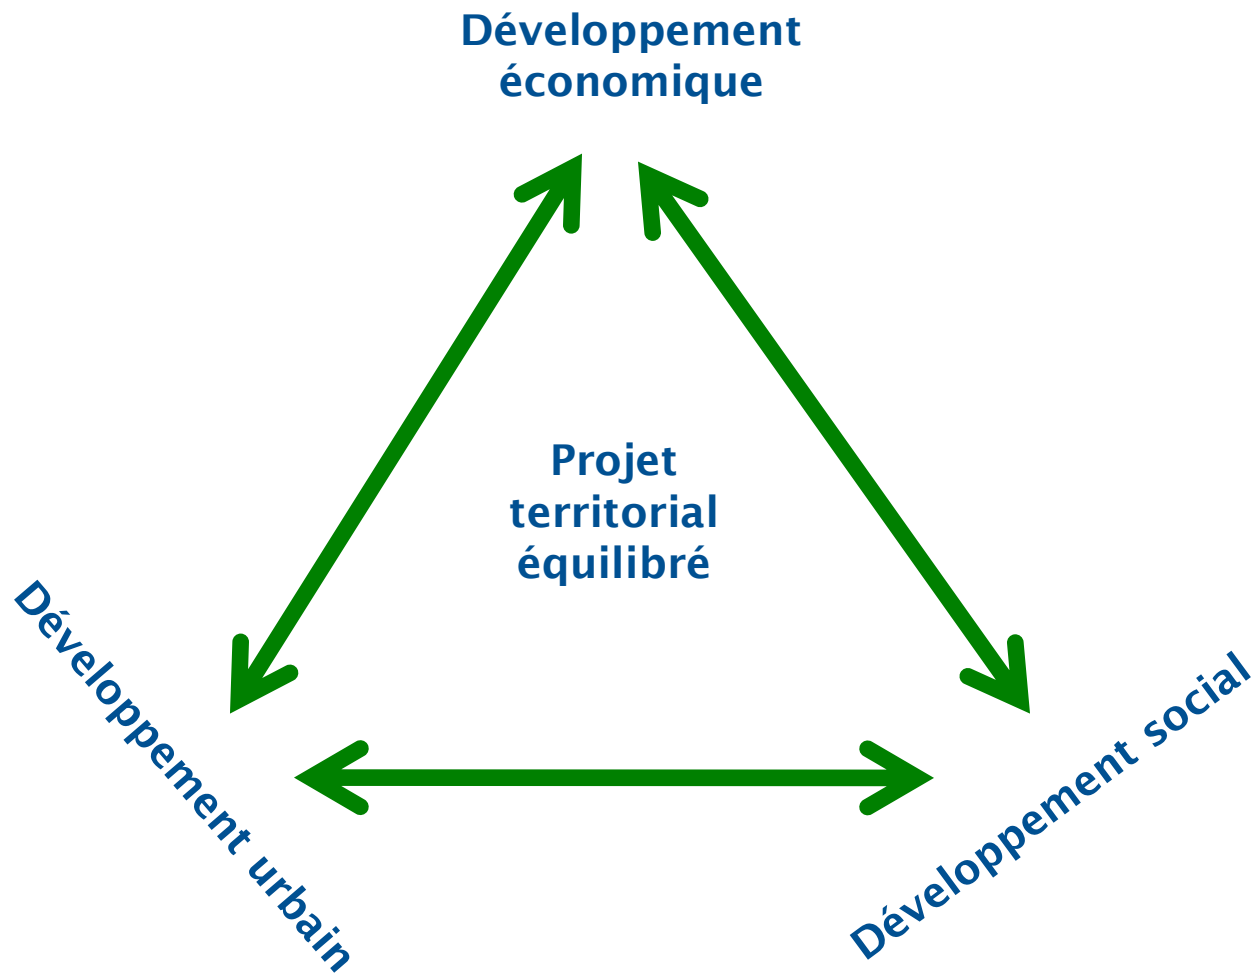 Développement
économique
Projet
territorial
équilibré
Développement urbain
Développement social